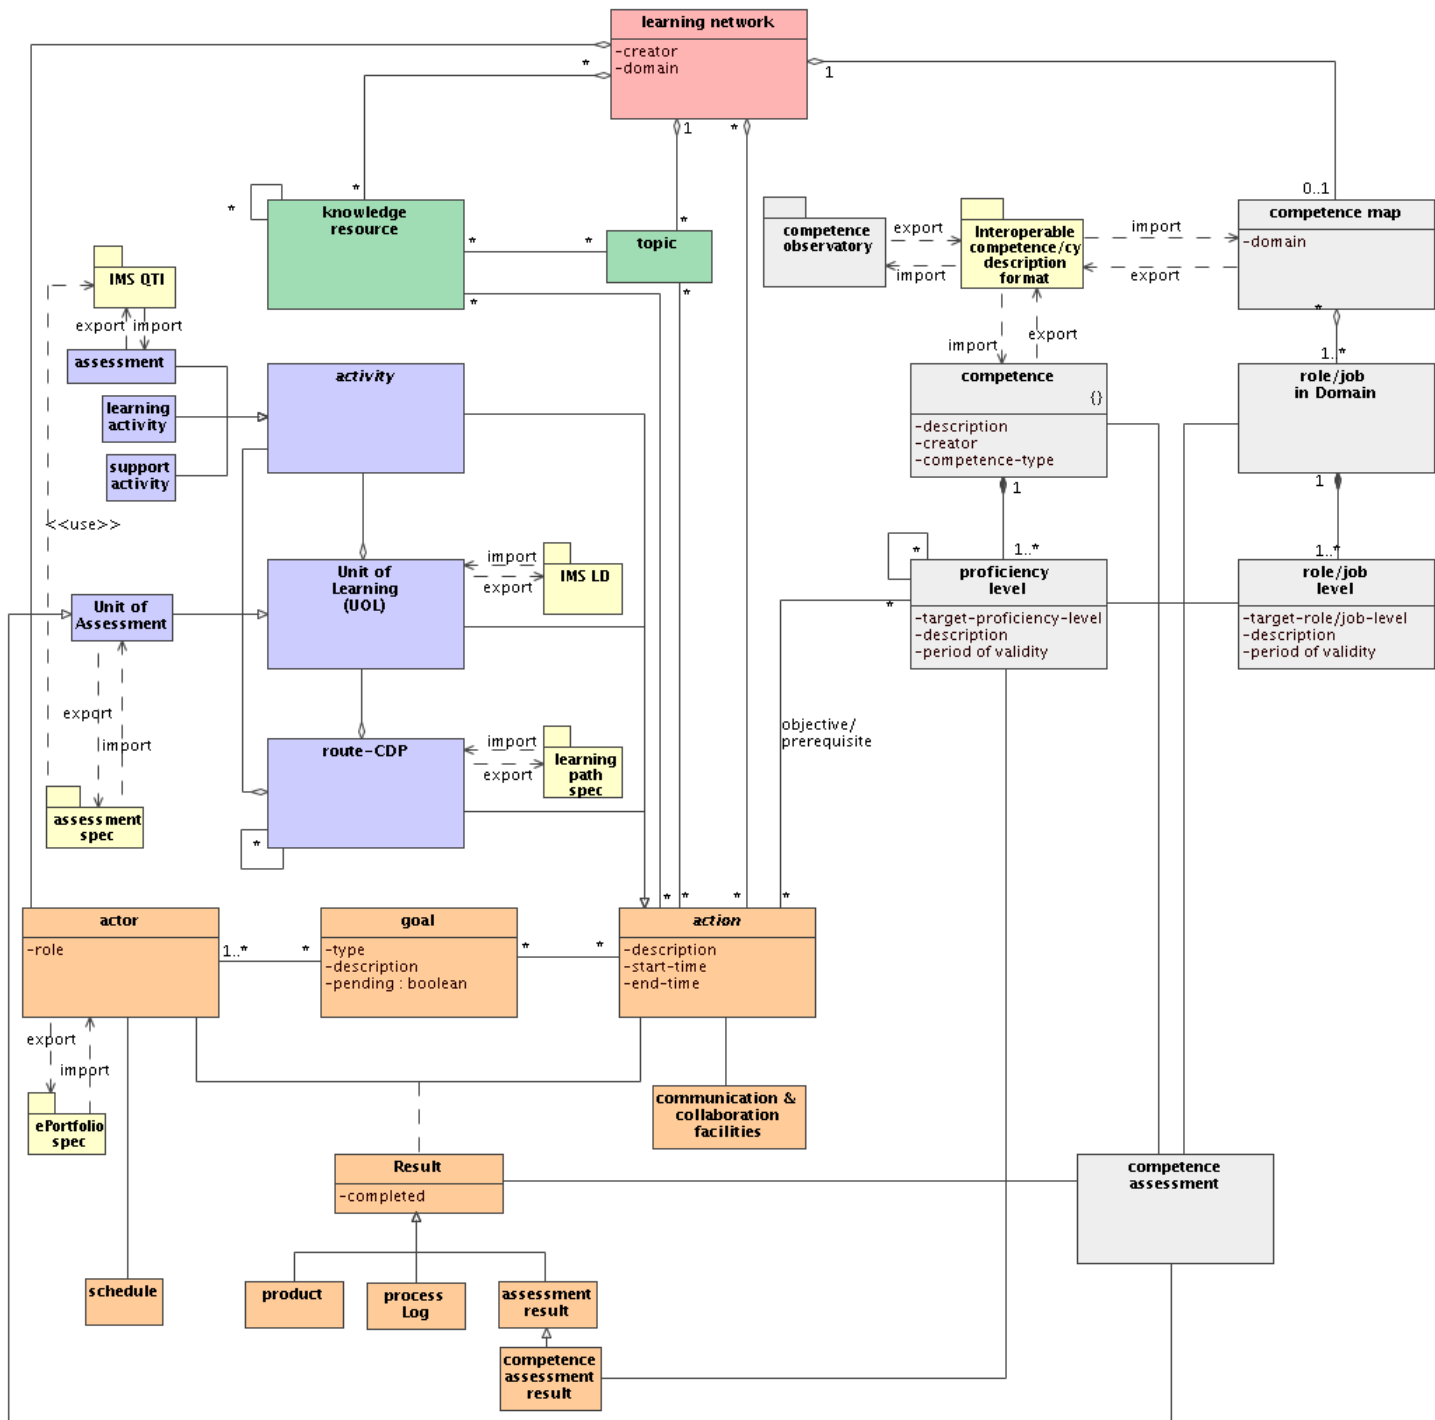 learning network
-creator
-domain
*
1
1
*
*
*
0..1
*
knowledge
resource
*
*
topic
*
*
competence
observatory
export
import
Interoperable
competence/cy
description
format
import
export
competence map
-domain
*
1..*
IMS QTI
export
import
assessment
learning
activity
support
activity
activity
import
export
competence
{}
-description
-creator
-competence-type
1
1..*
role/job
in Domain
1
1..*
<<use>>
Unit of
Assessment
Unit of
Learning
(UOL)
import
export
IMS LD
*
*
proficiency
level
-target-proficiency-level
-description
-period of validity
role/job
level
-target-role/job-level
-description
-period of validity
export
import
assessment
spec
route-CDP
*
import
export
learning
path
spec
objective/
prerequisite
*
*
*
*
actor
-role
1..*
*
goal
-type
-description
-pending : boolean
*
*
action
-description
-start-time
-end-time
export
import
ePortfolio
spec
communication &
collaboration
facilities
Result
-completed
competence
assessment
schedule
product
process
Log
assessment
result
competence
assessment
result